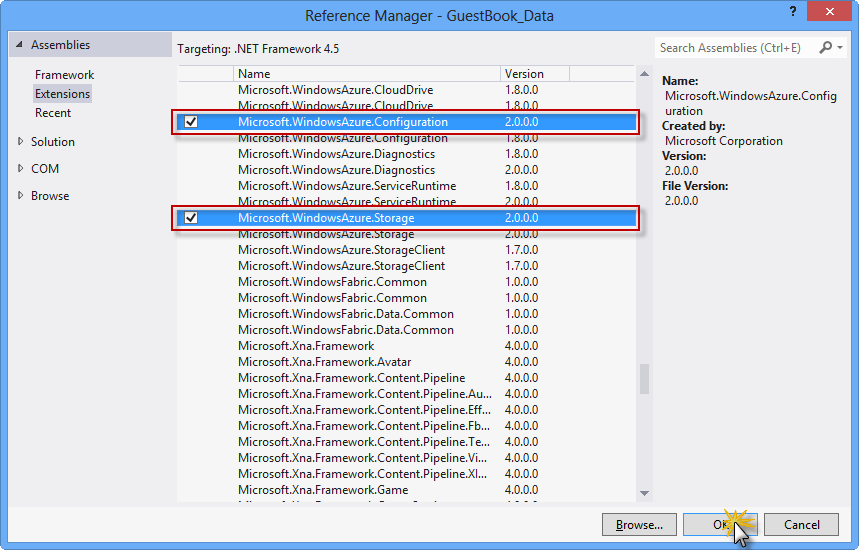 Reference Manager - GuestBook_Data
?
Assemblies
Framework
Extensions
Recent
Solution
COM
Browse
Targeting: .NET Framework 4.5
Search Assemblies (Ctrl+E)
Name Version
Microsoft.WindowsAzure.CloudDrive 1.8.0.0
Microsoft.WindowsAzure.CloudDrive 1.8.0.0
Microsoft.WindowsAzure.Configuration 2.0.0.0
Microsoft.WindowsAzure.Configuration 1.8.0.0
Microsoft.WindowsAzure.Diagnostics 1.8.0.0
Microsoft.WindowsAzure.Diagnostics 2.0.0.0
Microsoft.WindowsAzure.ServiceRuntime 1.8.0.0
Microsoft.WindowsAzure.ServiceRuntime 2.0.0.0
Microsoft.WindowsAzure.Storage 2.0.0.0
Microsoft.WindowsAzure.Storage 2.0.0.0
Microsoft.WindowsAzure.StorageClient 1.7.0.0
Microsoft.WindowsAzure.StorageClient 1.7.0.0
Microsoft.WindowsFabric.Common 1.0.0.0
Microsoft.WindowsFabric.Common 1.0.0.0
Microsoft.WindowsFabric.Data.Common 1.0.0.0
Microsoft.WindowsFabric.Data.Common 1.0.0.0
Microsoft.Xna.Framework 4.0.0.0
Microsoft.Xna.Framework.Avatar 4.0.0.0
Microsoft.Xna.Framework.Content.Pipeline 4.0.0.0
Microsoft.Xna.Framework.Content.Pipeline.Au... 4.0.0.0
Microsoft.Xna.Framework.Content.Pipeline.Eff... 4.0.0.0
Microsoft.Xna.Framework.Content.Pipeline.Fb... 4.0.0.0
Microsoft.Xna.Framework.Content.Pipeline.Te... 4.0.0.0
Microsoft.Xna.Framework.Content.Pipeline.Vi... 4.0.0.0
Microsoft.Xna.Framework.Content.Pipeline.XI... 4.0.0.0
Microsoft.Xna.Framework.Game 4.0.0.0
Name:
Microsoft.WindowsAzure.Config
uration
Created by:
Microsoft Corporation
Version:
2.0.0.0
File Version:
2.0.0.0
Browse...
OK
Cancel